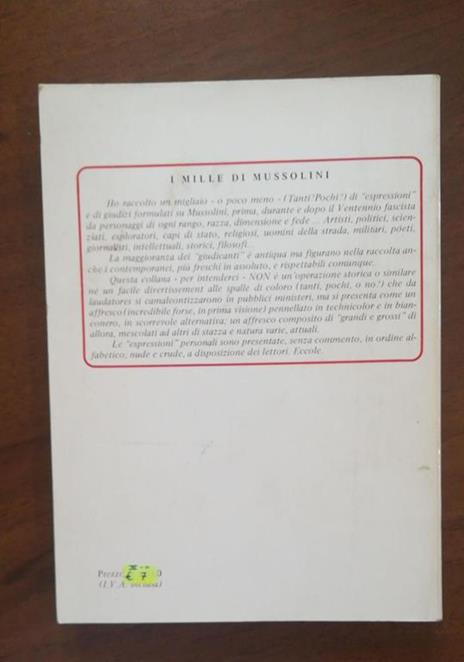 I MILLE DI MUSSOLINI
Ho raccolto un migliaio - o poco meno - (Tanti? Pochi?) di "espressioni"
e di giudizi formulati su Mussolini, prima, durante e dopo il Ventennio fascista
da personaggi di ogni rango, razza, dimensione e fede ... Artisti, politici, scien-
ziati, esploratori, capi di stato, religiosi, uomini della strada, militari, poeti,
giornalisti, intellettuali, storici, filosofi...
La maggioranza dei "giudicanti" è antiqua ma figurano nella raccolta an-
che i contemporanei, più freschi in assoluto, e rispettabili comunque.
Questa collana - per intenderci - NON è un'operazione storica o similare
né un facile divertissement alle spalle di coloro (tanti, pochi, o no?) che da
laudatores si camaleontizzarono in pubblici ministeri, ma si presenta come un
affresco (incredibile forse, in prima visione) pennellato in technicolor e in bian-
conero, in scorrevole alternativa; un affresco composito di "grandi e grossi" di
allora, mescolati ad altri di stazza e natura varie, attuali.
Le "espressioni" personali sono presentate, senza commento, in ordine al-
fabetico, nude e crude, a disposizione dei lettori. Eccole.
Prezzo
€ 7
(I.V.A. inclusa)